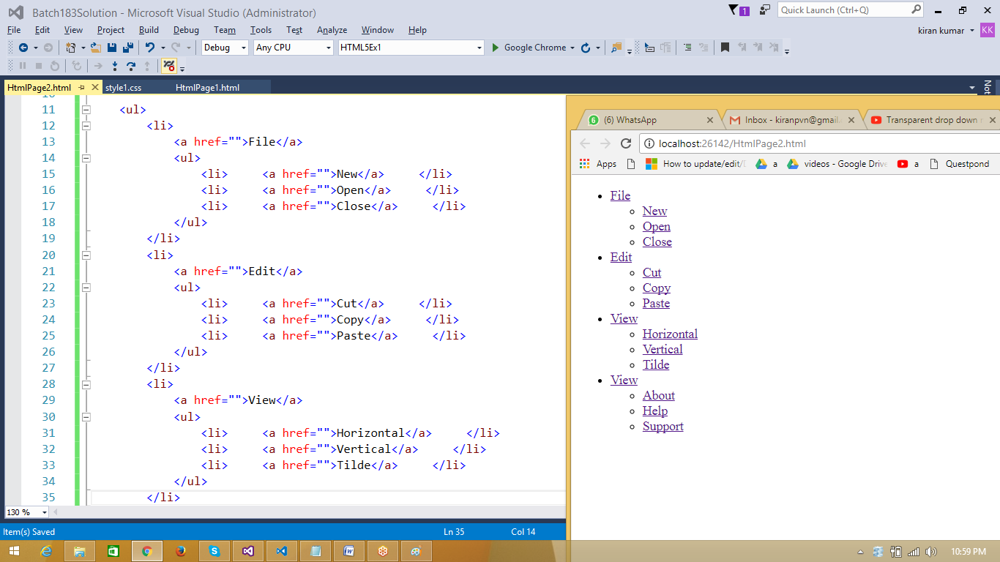 Batch183Solution - Microsoft Visual Studio (Administrator)
1
Quick Launch (Ctrl+Q)
File Edit View Project Build Debug Team Tools Test Analyze Window Help
kiran kumar KK
Debug Any CPU HTML5Ex1 Google Chrome
HtmlPage2.html style1.css HtmlPage1.html
Not
10
11 <ul>
12 <li>
13 <a href="">File</a>
14 <ul>
15 <li> <a href="">New</a> </li>
16 <li> <a href="">Open</a> </li>
17 <li> <a href="">Close</a> </li>
18 </ul>
19 </li>
20 <li>
21 <a href="">Edit</a>
22 <ul>
23 <li> <a href="">Cut</a> </li>
24 <li> <a href="">Copy</a> </li>
25 <li> <a href="">Paste</a> </li>
26 </ul>
27 </li>
28 <li>
29 <a href="">View</a>
30 <ul>
31 <li> <a href="">Horizontal</a> </li>
32 <li> <a href="">Vertical</a> </li>
33 <li> <a href="">Tilde</a> </li>
34 </ul>
35 </li>
130 %
Item(s) Saved Ln 35 Col 14
6 (6) WhatsApp Inbox - kiranpvn@gmail. Transparent drop down
localhost:26142/HtmlPage2.html
Apps How to update/edit/ a videos - Google Drive a Questpond
File
New
Open
Close
Edit
Cut
Copy
Paste
View
Horizontal
Vertical
Tilde
View
About
Help
Support
10:59 PM